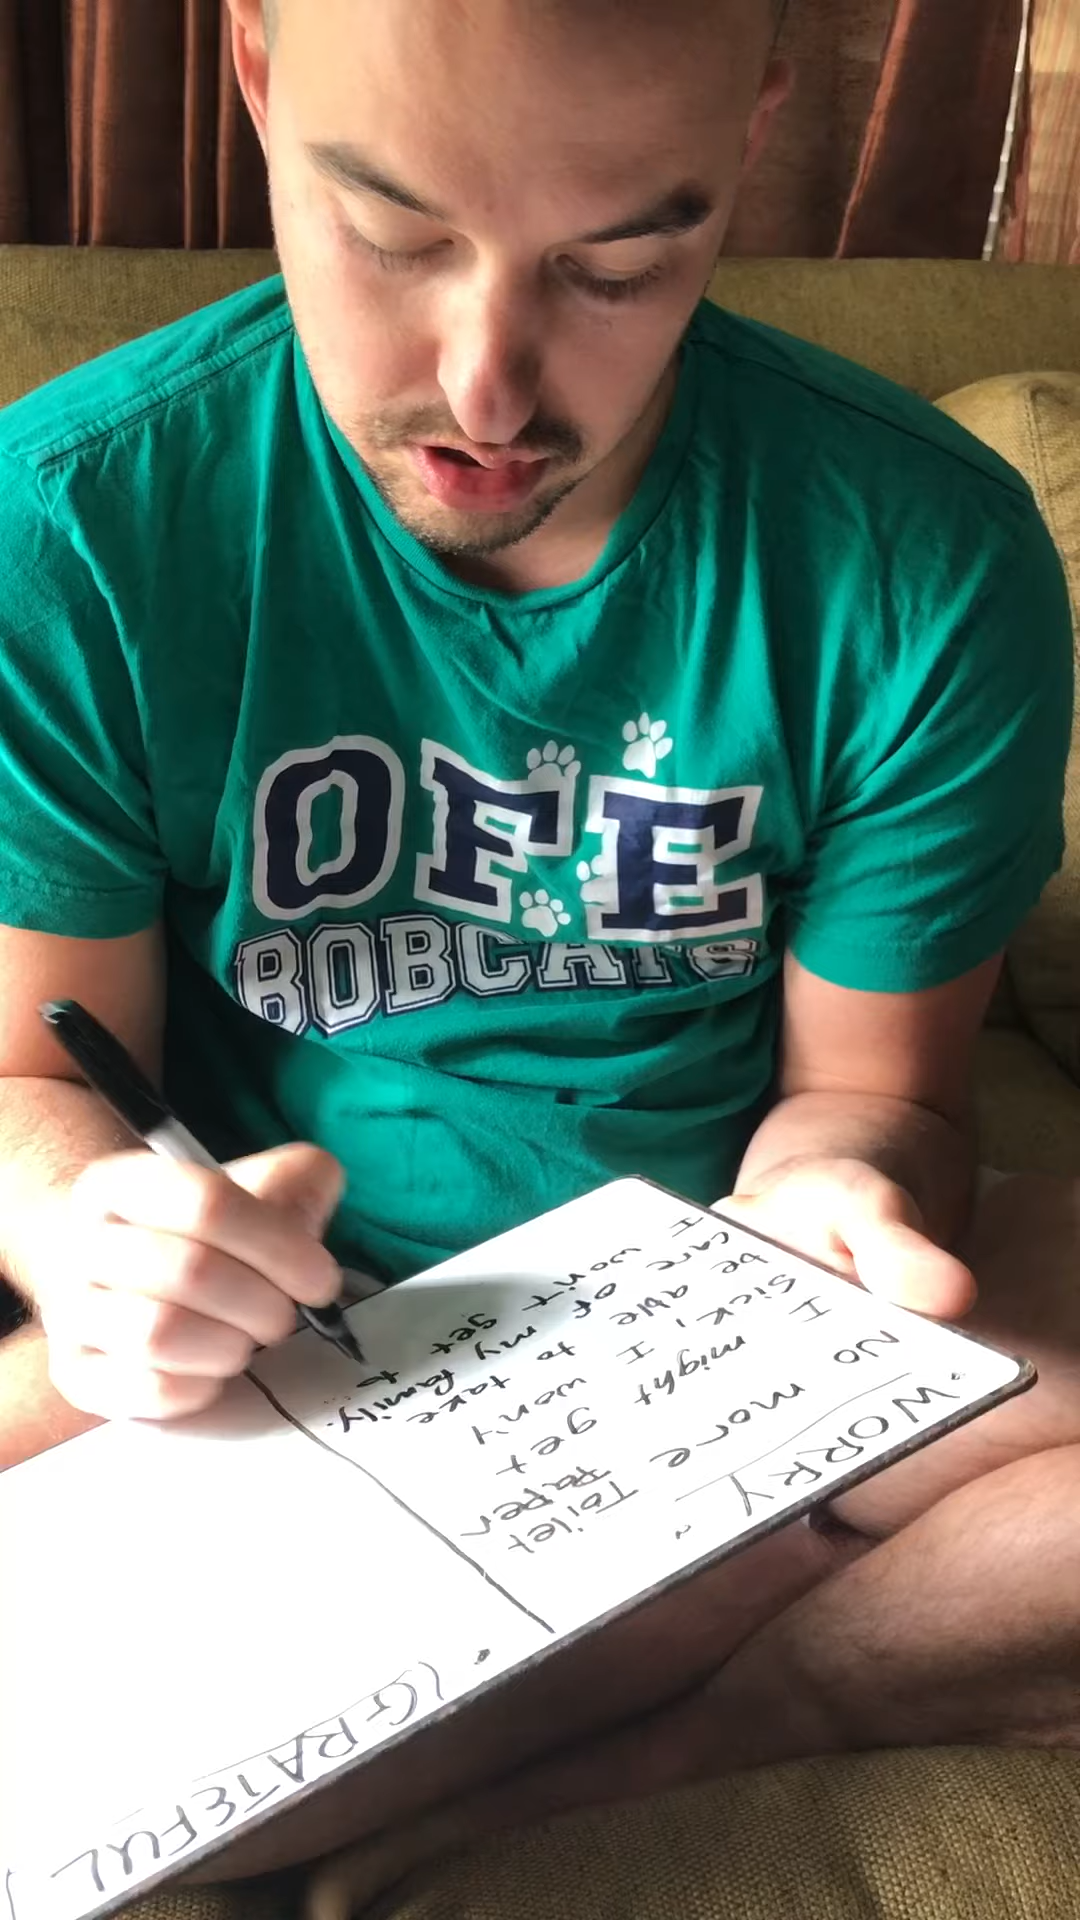 OFE
BOBCATS
"WORRY"
No more Toilet
Paper
I might get
sick, I wony
be able to take
care of my family.
I won't get to
GRATEFUL